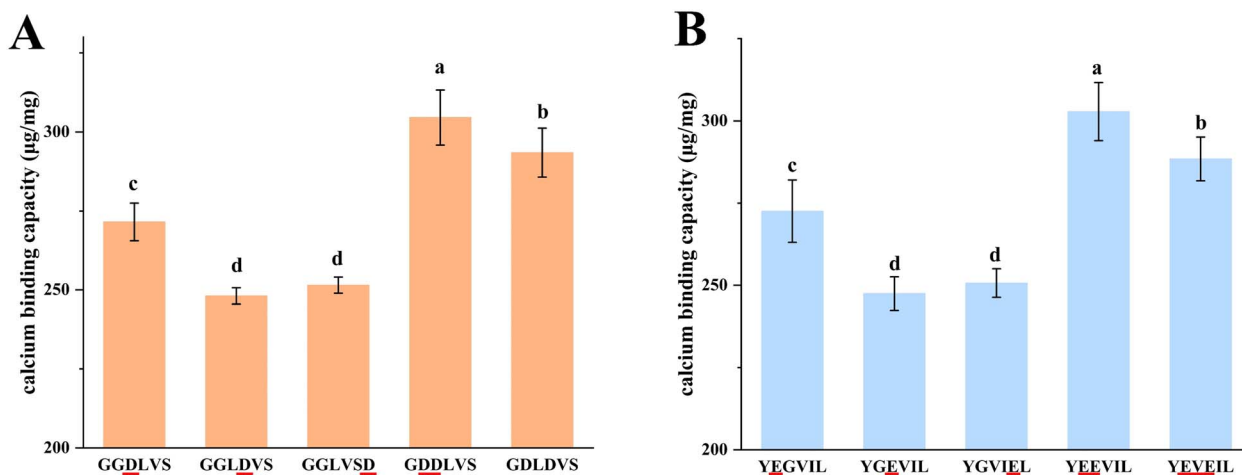 A
calcium binding capacity (μg/mg)
300
250
200
c
d
d
a
b
GGDLVS
GGLDVS
GGLVSD
GDDLVS
GDLDVS
B
calcium binding capacity (μg/mg)
300
250
200
c
d
d
a
b
YEGVIL
YGEVIL
YGVIEL
YEEVIL
YEVEIL